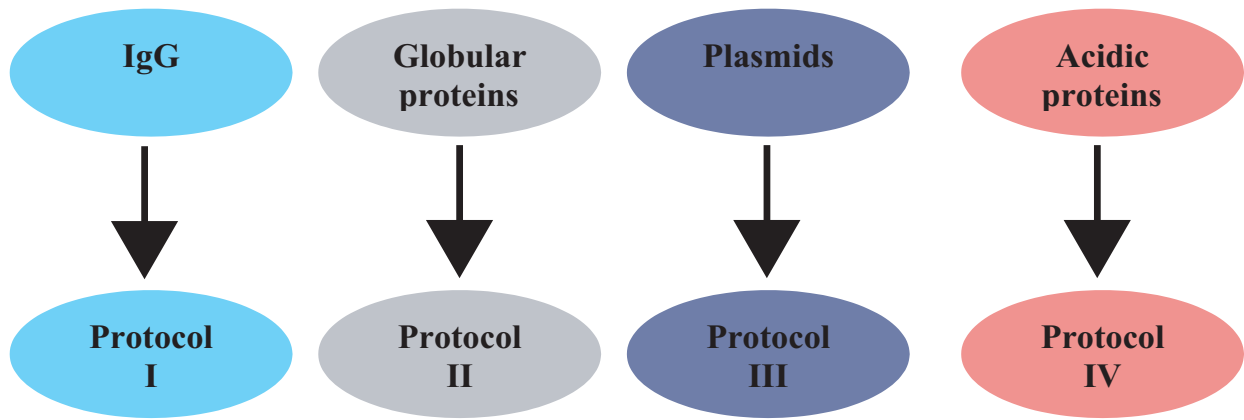 IgG
Globular
proteins
Plasmids
Acidic
proteins
Protocol
I
Protocol
II
Protocol
III
Protocol
IV